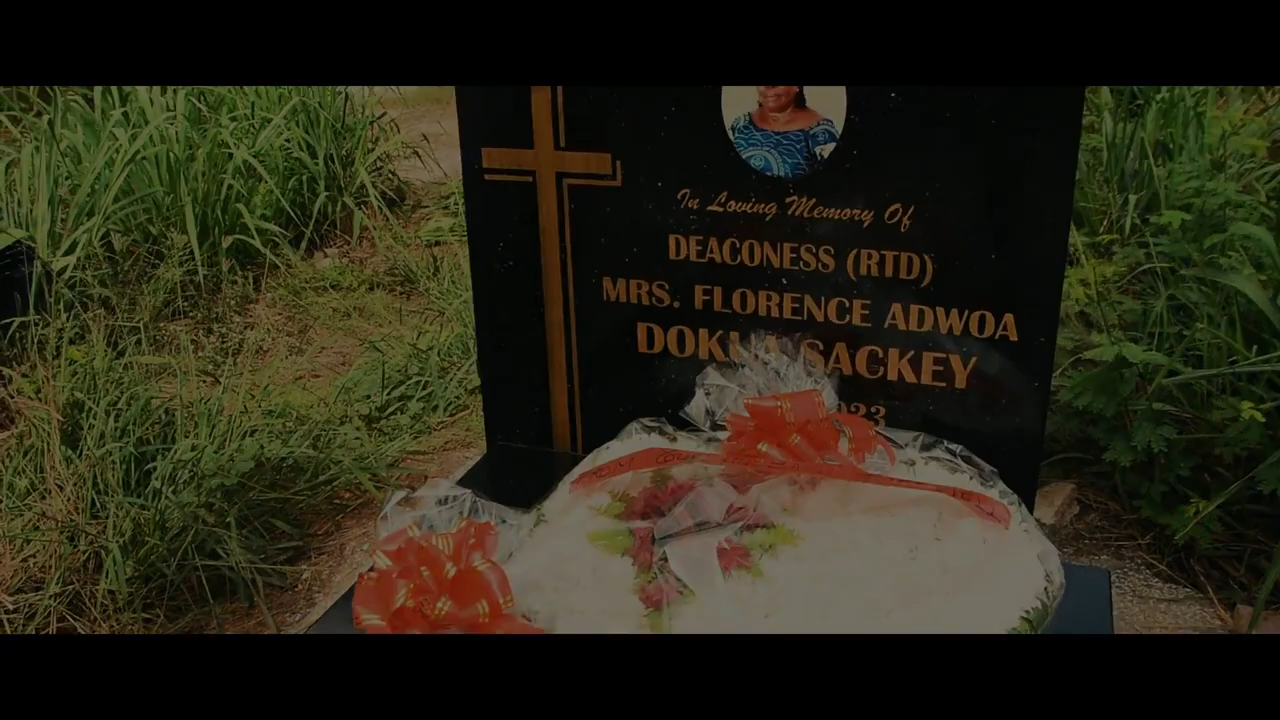 In Loving Memory Of
DEACONESS (RTD)
MRS. FLORENCE ADWOA
SACKEY